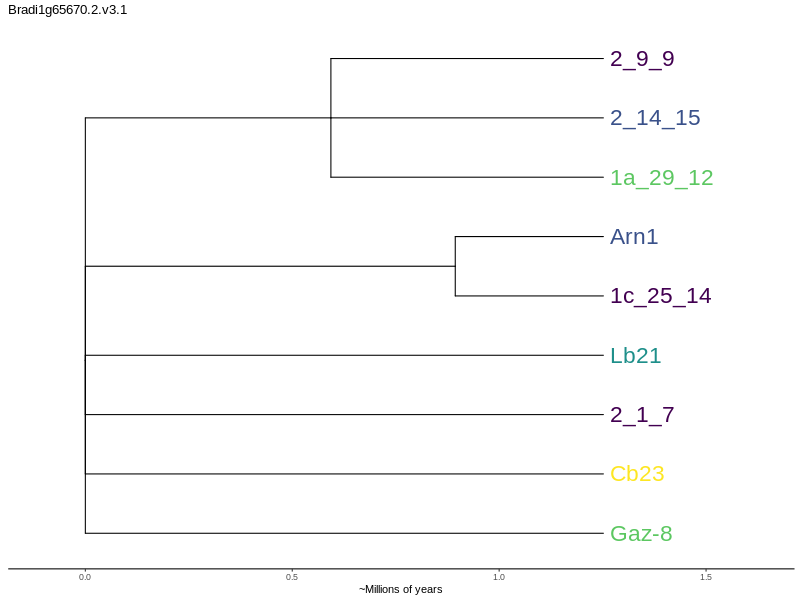 Bradi1g65670.2.v3.1
2_9_9
2_14_15
1a_29_12
Arn1
1c_25_14
Lb21
2_1_7
Cb23
Gaz-8
0.0 0.5 1.0 1.5
~Millions of years